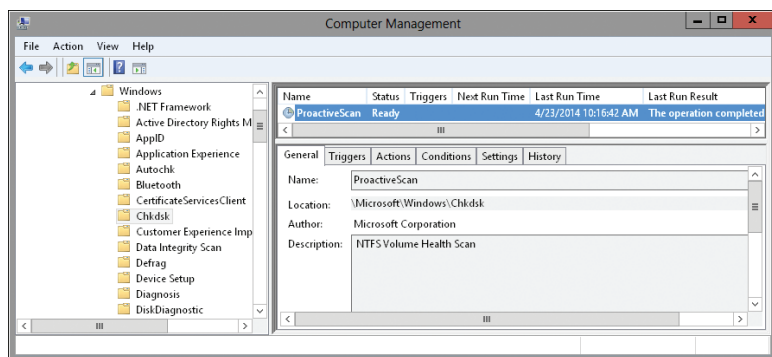 Computer Management
File Action View Help
Windows
.NET Framework
Active Directory Rights M
AppID
Application Experience
Autochk
Bluetooth
CertificateServicesClient
Chkdsk
Customer Experience Imp
Data Integrity Scan
Defrag
Device Setup
Diagnosis
DiskDiagnostic
Name Status Triggers Next Run Time Last Run Time Last Run Result
ProactiveScan Ready 4/23/2014 10:16:42 AM The operation completed
General Triggers Actions Conditions Settings History
Name: ProactiveScan
Location: \Microsoft\Windows\Chkdsk
Author: Microsoft Corporation
Description: NTFS Volume Health Scan